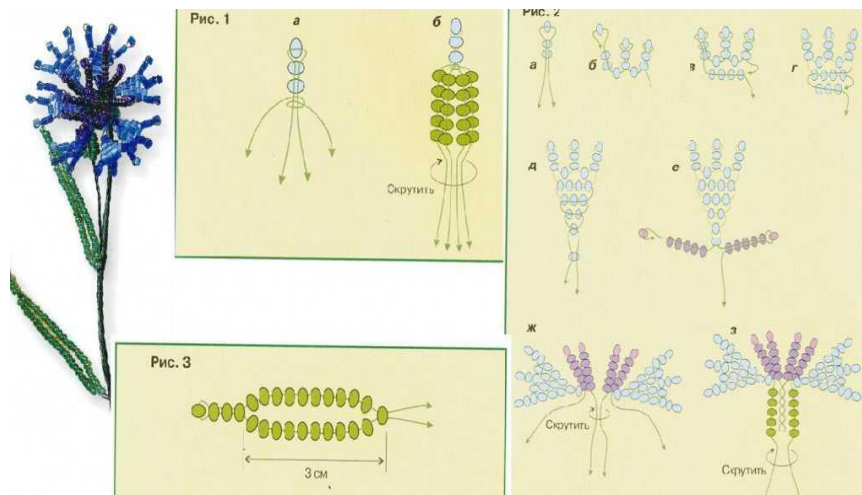 Рис. 1
а
б
Скрутить
Рис. 2
а
б
в
г
д
е
ж
з
Скрутить
Скрутить
Рис. 3
3 см